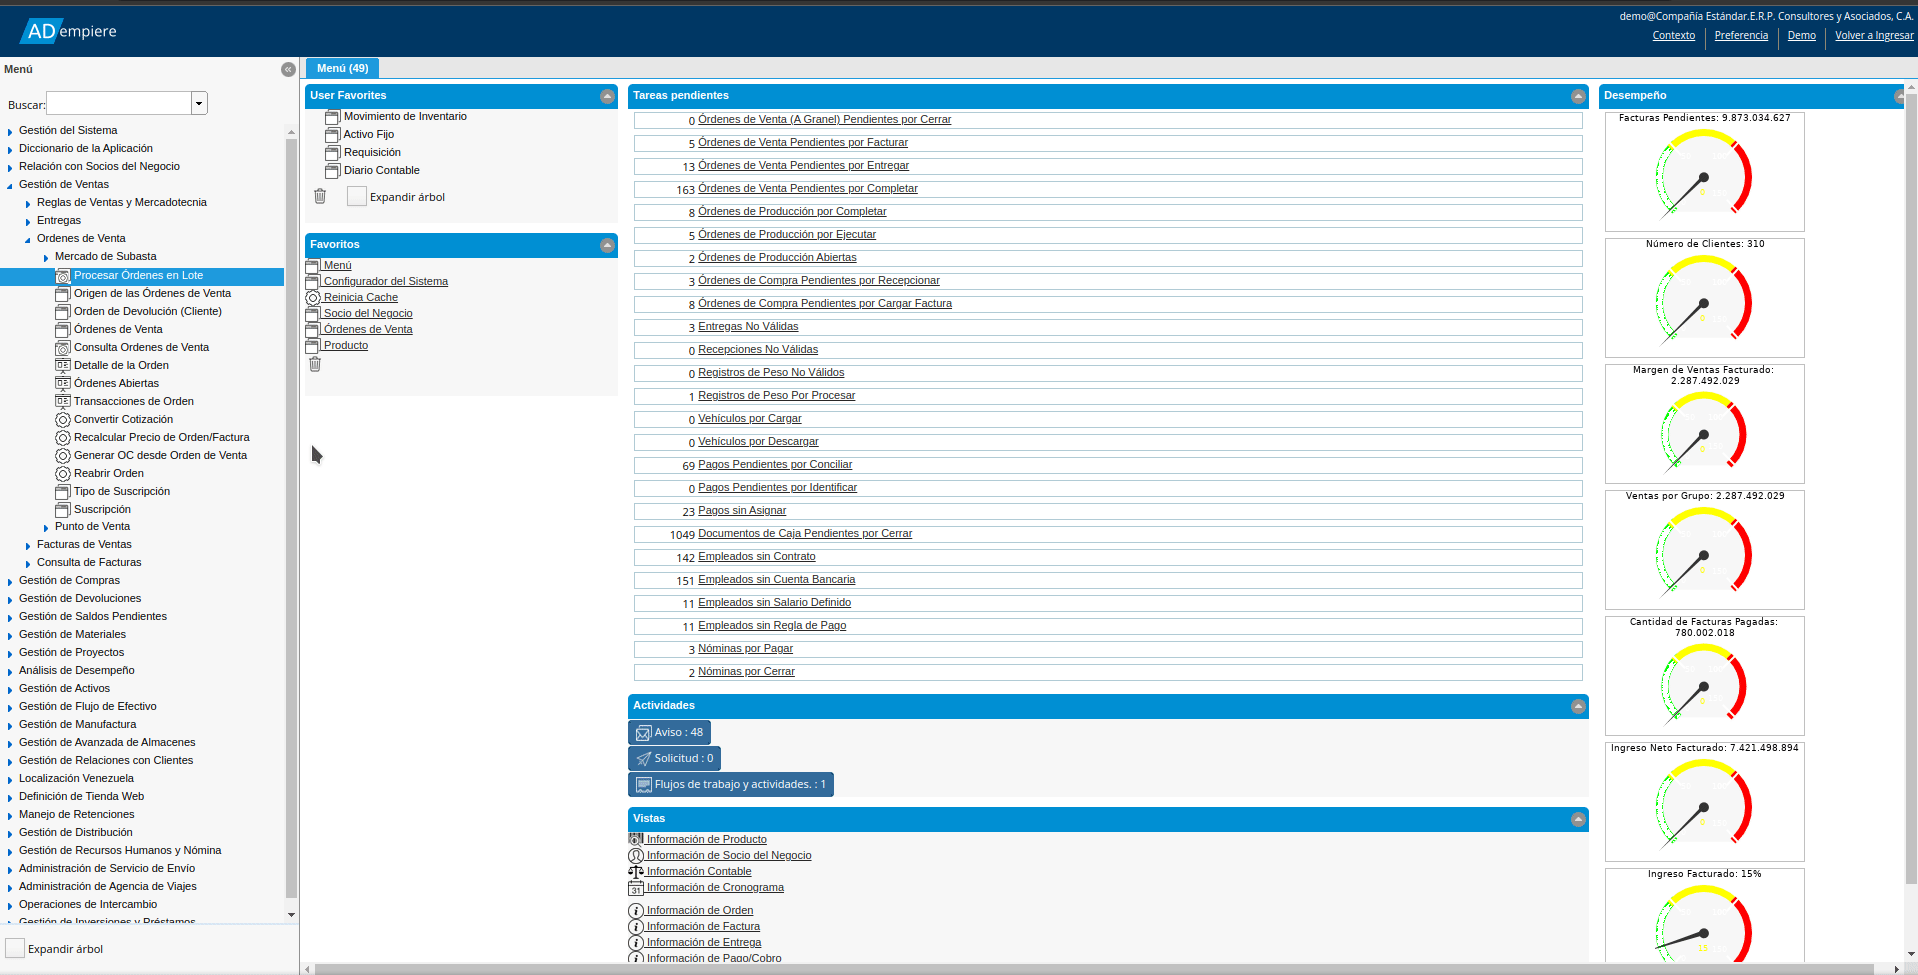 ADempiere
demo@Compañía Estándar.E.R.P. Consultores y Asociados, C.A.
Contexto
Preferencia
Demo
Volver a Ingresar
Menú
Buscar:
Gestión del Sistema
Diccionario de la Aplicación
Relación con Socios del Negocio
Gestión de Ventas
Reglas de Ventas y Mercadotecnia
Entregas
Ordenes de Venta
Mercado de Subasta
Procesar Órdenes en Lote
Origen de las Órdenes de Venta
Orden de Devolución (Cliente)
Órdenes de Venta
Consulta Ordenes de Venta
Detalle de la Orden
Órdenes Abiertas
Transacciones de Orden
Convertir Cotización
Recalcular Precio de Orden/Factura
Generar OC desde Orden de Venta
Reabrir Orden
Tipo de Suscripción
Suscripción
Punto de Venta
Facturas de Ventas
Consulta de Facturas
Gestión de Compras
Gestión de Devoluciones
Gestión de Saldos Pendientes
Gestión de Materiales
Gestión de Proyectos
Análisis de Desempeño
Gestión de Activos
Gestión de Flujo de Efectivo
Gestión de Manufactura
Gestión de Avanzada de Almacenes
Gestión de Relaciones con Clientes
Localización Venezuela
Definición de Tienda Web
Manejo de Retenciones
Gestión de Distribución
Gestión de Recursos Humanos y Nómina
Administración de Servicio de Envío
Administración de Agencia de Viajes
Operaciones de Intercambio
Gestión de Inversiones y Préstamos
Expandir árbol
Menú (49)
User Favorites
Movimiento de Inventario
Activo Fijo
Requisición
Diario Contable
Expandir árbol
Favoritos
Menú
Configurador del Sistema
Reinicia Cache
Socio del Negocio
Órdenes de Venta
Producto
Tareas pendientes
0 Órdenes de Venta (A Granel) Pendientes por Cerrar
5 Órdenes de Venta Pendientes por Facturar
13 Órdenes de Venta Pendientes por Entregar
163 Órdenes de Venta Pendientes por Completar
8 Órdenes de Producción por Completar
5 Órdenes de Producción por Ejecutar
2 Órdenes de Producción Abiertas
3 Órdenes de Compra Pendientes por Recepcionar
8 Órdenes de Compra Pendientes por Cargar Factura
3 Entregas No Válidas
0 Recepciones No Válidas
0 Registros de Peso No Válidos
1 Registros de Peso Por Procesar
0 Vehículos por Cargar
0 Vehículos por Descargar
69 Pagos Pendientes por Conciliar
0 Pagos Pendientes por Identificar
23 Pagos sin Asignar
1049 Documentos de Caja Pendientes por Cerrar
142 Empleados sin Contrato
151 Empleados sin Cuenta Bancaria
11 Empleados sin Salario Definido
11 Empleados sin Regla de Pago
3 Nóminas por Pagar
2 Nóminas por Cerrar
Actividades
Aviso : 48
Solicitud : 0
Flujos de trabajo y actividades. : 1
Vistas
Información de Producto
Información de Socio del Negocio
Información Contable
31 Información de Cronograma
Información de Orden
Información de Factura
Información de Entrega
Información de Pago/Cobro
Desempeño
Facturas Pendientes: 9.873.034.627
0
Número de Clientes: 310
0
Margen de Ventas Facturado:
2.287.492.029
0
Ventas por Grupo: 2.287.492.029
0
Cantidad de Facturas Pagadas:
780.002.018
0
Ingreso Neto Facturado: 7.421.498.894
0
Ingreso Facturado: 15%
15